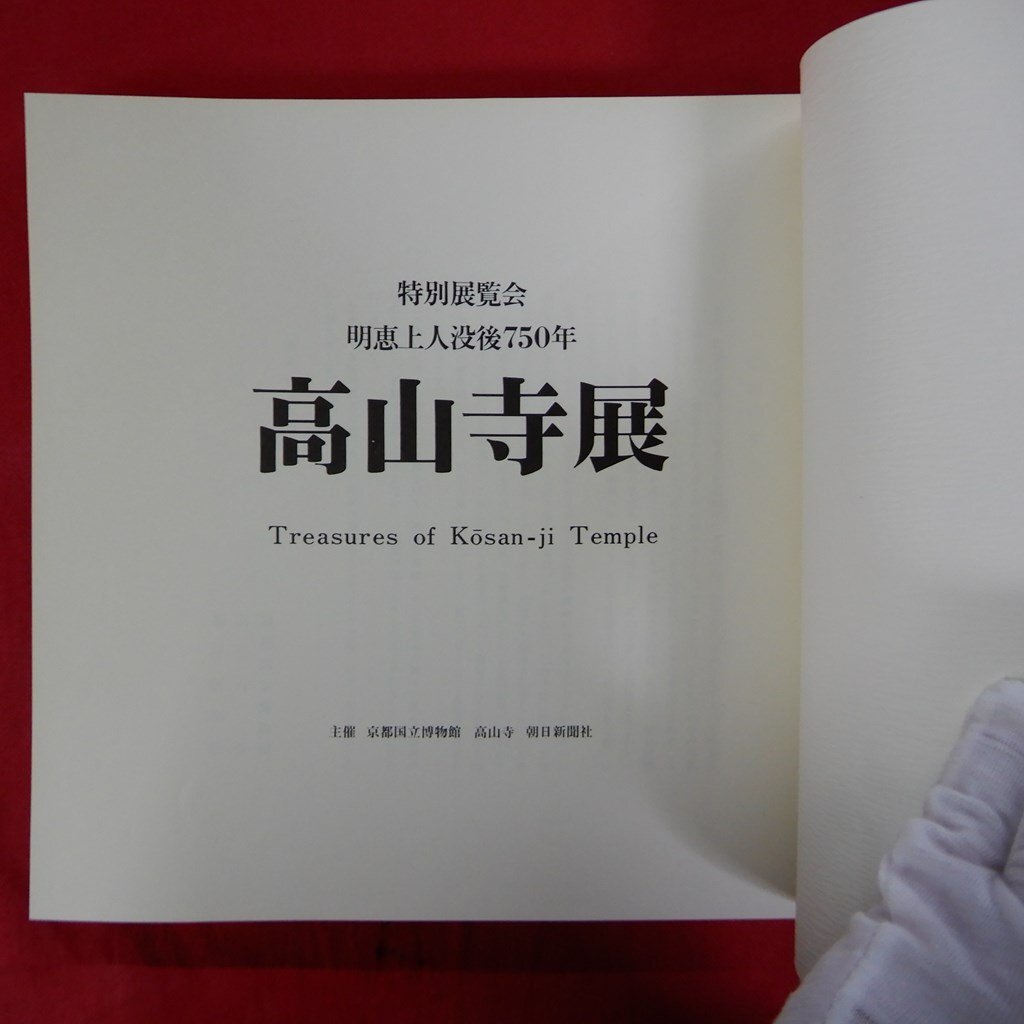 特別展覧会
明恵上人没後750年
高山寺展
Treasures of Kōsan-ji Temple
主催 京都国立博物館 高山寺 朝日新聞社